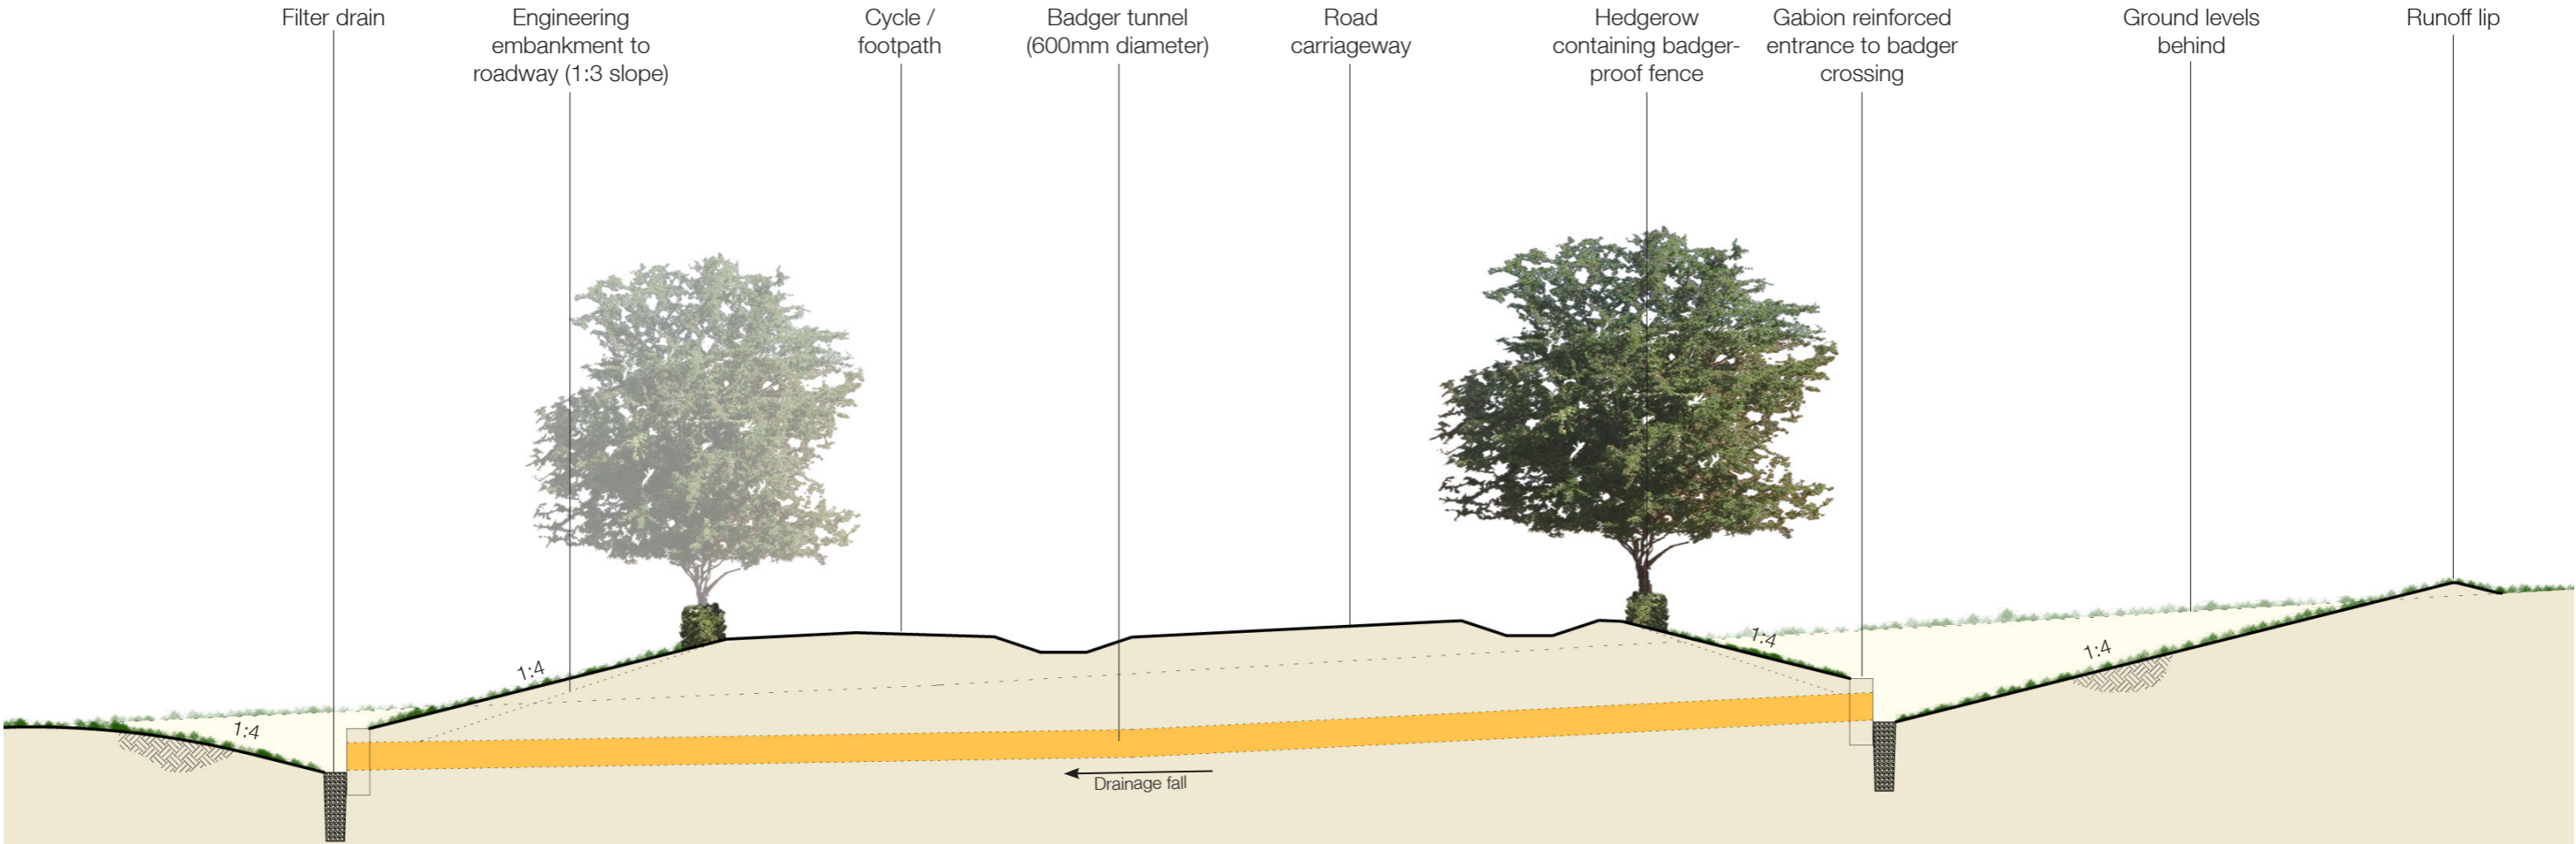 Filter drain
Engineering
embankment to
roadway (1:3 slope)
Cycle /
footpath
Badger tunnel
(600mm diameter)
Road
carriageway
Hedgerow
containing badger-
proof fence
Gabion reinforced
entrance to badger
crossing
Ground levels
behind
Runoff lip
1:4
1:4
1:4
1:4
Drainage fall